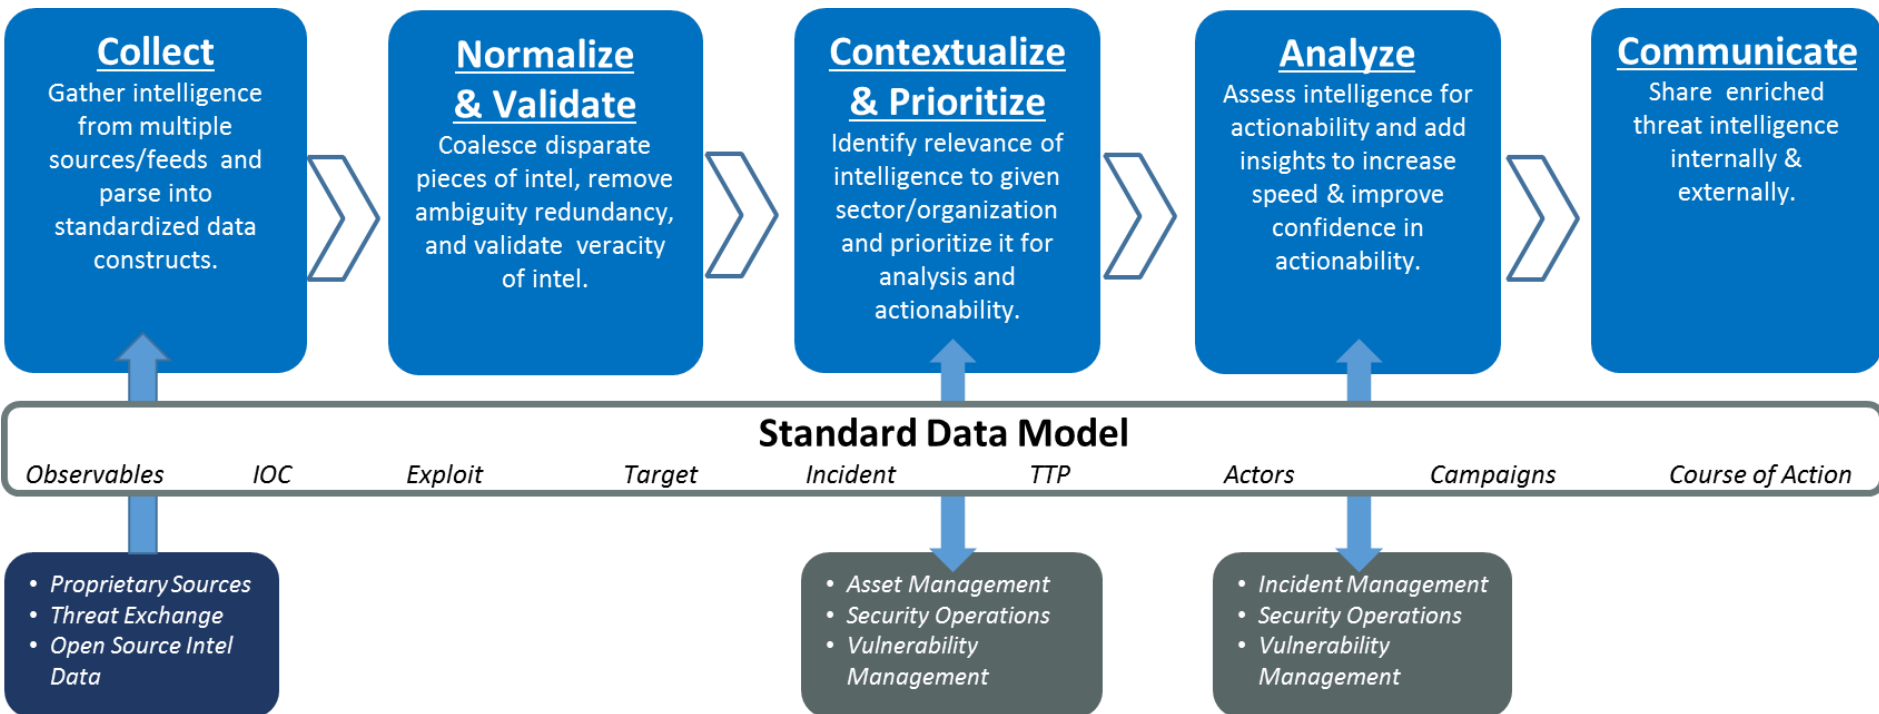 Collect
Gather intelligence
from multiple
sources/feeds and
parse into
standardized data
constructs.
Normalize
& Validate
Coalesce disparate
pieces of intel, remove
ambiguity redundancy,
and validate veracity
of intel.
Contextualize
& Prioritize
Identify relevance of
intelligence to given
sector/organization
and prioritize it for
analysis and
actionability.
Analyze
Assess intelligence for
actionability and add
insights to increase
speed & improve
confidence in
actionability.
Communicate
Share enriched
threat intelligence
internally &
externally.
Standard Data Model
Observables IOC Exploit Target Incident TTP Actors Campaigns Course of Action
• Proprietary Sources
• Threat Exchange
• Open Source Intel
Data
• Asset Management
• Security Operations
• Vulnerability
Management
• Incident Management
• Security Operations
• Vulnerability
Management